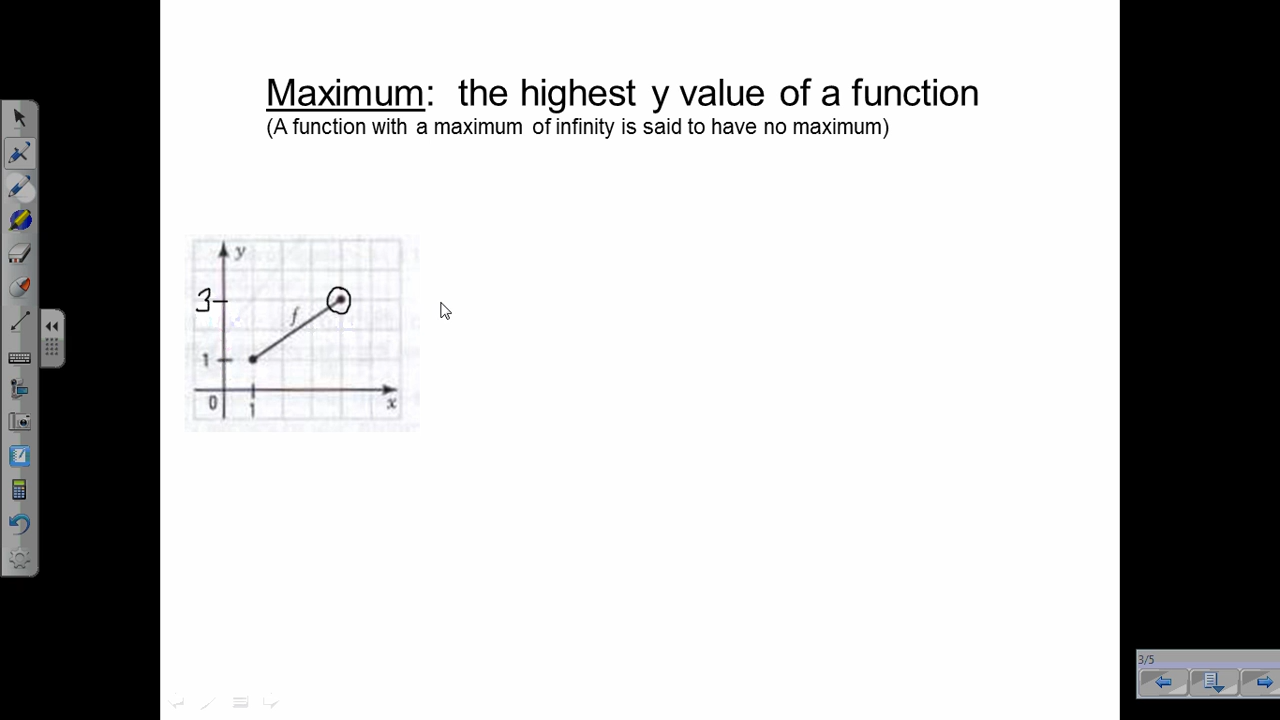 Maximum: the highest y value of a function
(A function with a maximum of infinity is said to have no maximum)
y
3
f
1
0
1
x
3/5